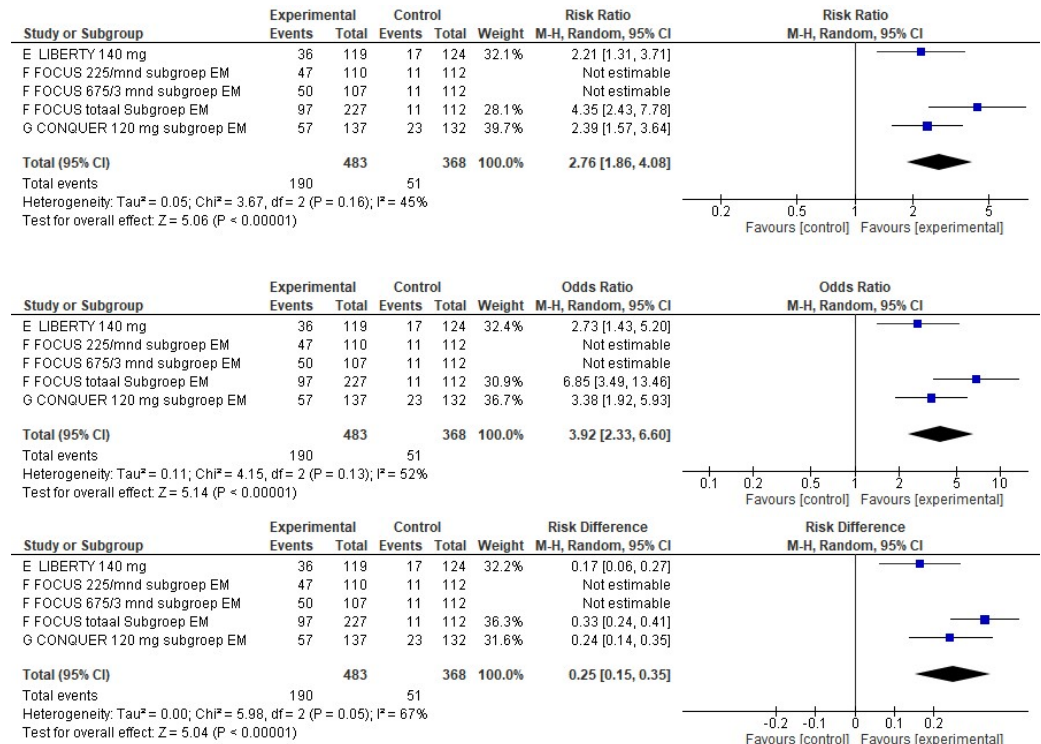 Experimental Control Risk Ratio Risk Ratio
Study or Subgroup Events Total Events Total Weight M-H, Random, 95% CI M-H, Random, 95% CI
E LIBERTY 140 mg 36 119 17 124 32.1% 2.21 [1.31, 3.71]
F FOCUS 225/mnd subgroep EM 47 110 11 112 Not estimable
F FOCUS 675/3 mnd subgroep EM 50 107 11 112 Not estimable
F FOCUS totaal Subgroep EM 97 227 11 112 28.1% 4.35 [2.43, 7.78]
G CONQUER 120 mg subgroep EM 57 137 23 132 39.7% 2.39 [1.57, 3.64]
Total (95% CI) 483 368 100.0% 2.76 [1.86, 4.08]
Total events 190 51
Heterogeneity: Tau² = 0.05; Chi² = 3.67, df = 2 (P = 0.16); I² = 45%
Test for overall effect: Z = 5.06 (P < 0.00001)
0.2 0.5 1 2 5
Favours [control] Favours [experimental]
Experimental Control Odds Ratio Odds Ratio
Study or Subgroup Events Total Events Total Weight M-H, Random, 95% CI M-H, Random, 95% CI
E LIBERTY 140 mg 36 119 17 124 32.4% 2.73 [1.43, 5.20]
F FOCUS 225/mnd subgroep EM 47 110 11 112 Not estimable
F FOCUS 675/3 mnd subgroep EM 50 107 11 112 Not estimable
F FOCUS totaal Subgroep EM 97 227 11 112 30.9% 6.85 [3.49, 13.46]
G CONQUER 120 mg subgroep EM 57 137 23 132 36.7% 3.38 [1.92, 5.93]
Total (95% CI) 483 368 100.0% 3.92 [2.33, 6.60]
Total events 190 51
Heterogeneity: Tau² = 0.11; Chi² = 4.15, df = 2 (P = 0.13); I² = 52%
Test for overall effect: Z = 5.14 (P < 0.00001)
0.1 0.2 0.5 1 2 5 10
Favours [control] Favours [experimental]
Experimental Control Risk Difference Risk Difference
Study or Subgroup Events Total Events Total Weight M-H, Random, 95% CI M-H, Random, 95% CI
E LIBERTY 140 mg 36 119 17 124 32.2% 0.17 [0.06, 0.27]
F FOCUS 225/mnd subgroep EM 47 110 11 112 Not estimable
F FOCUS 675/3 mnd subgroep EM 50 107 11 112 Not estimable
F FOCUS totaal Subgroep EM 97 227 11 112 36.3% 0.33 [0.24, 0.41]
G CONQUER 120 mg subgroep EM 57 137 23 132 31.6% 0.24 [0.14, 0.35]
Total (95% CI) 483 368 100.0% 0.25 [0.15, 0.35]
Total events 190 51
Heterogeneity: Tau² = 0.00; Chi² = 5.98, df = 2 (P = 0.05); I² = 67%
Test for overall effect: Z = 5.04 (P < 0.00001)
-0.2 -0.1 0 0.1 0.2
Favours [control] Favours [experimental]